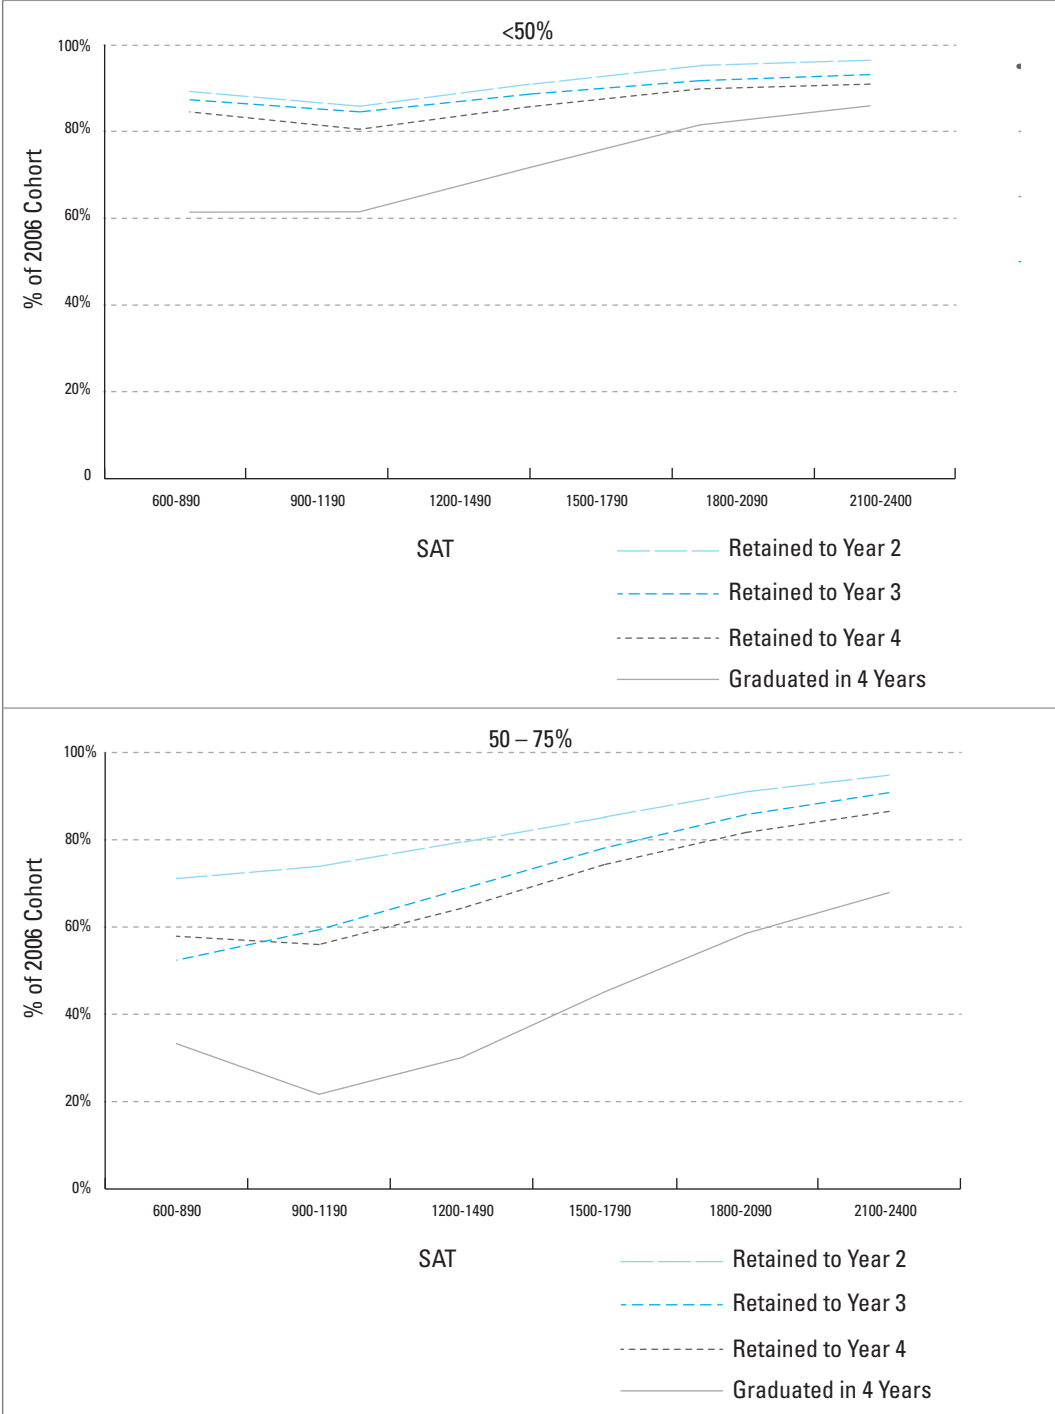 <50%
100%
80%
60%
40%
20%
0
% of 2006 Cohort
600-890 900-1190 1200-1490 1500-1790 1800-2090 2100-2400
SAT
Retained to Year 2
Retained to Year 3
Retained to Year 4
Graduated in 4 Years
50 – 75%
100%
80%
60%
40%
20%
0%
% of 2006 Cohort
600-890 900-1190 1200-1490 1500-1790 1800-2090 2100-2400
SAT
Retained to Year 2
Retained to Year 3
Retained to Year 4
Graduated in 4 Years